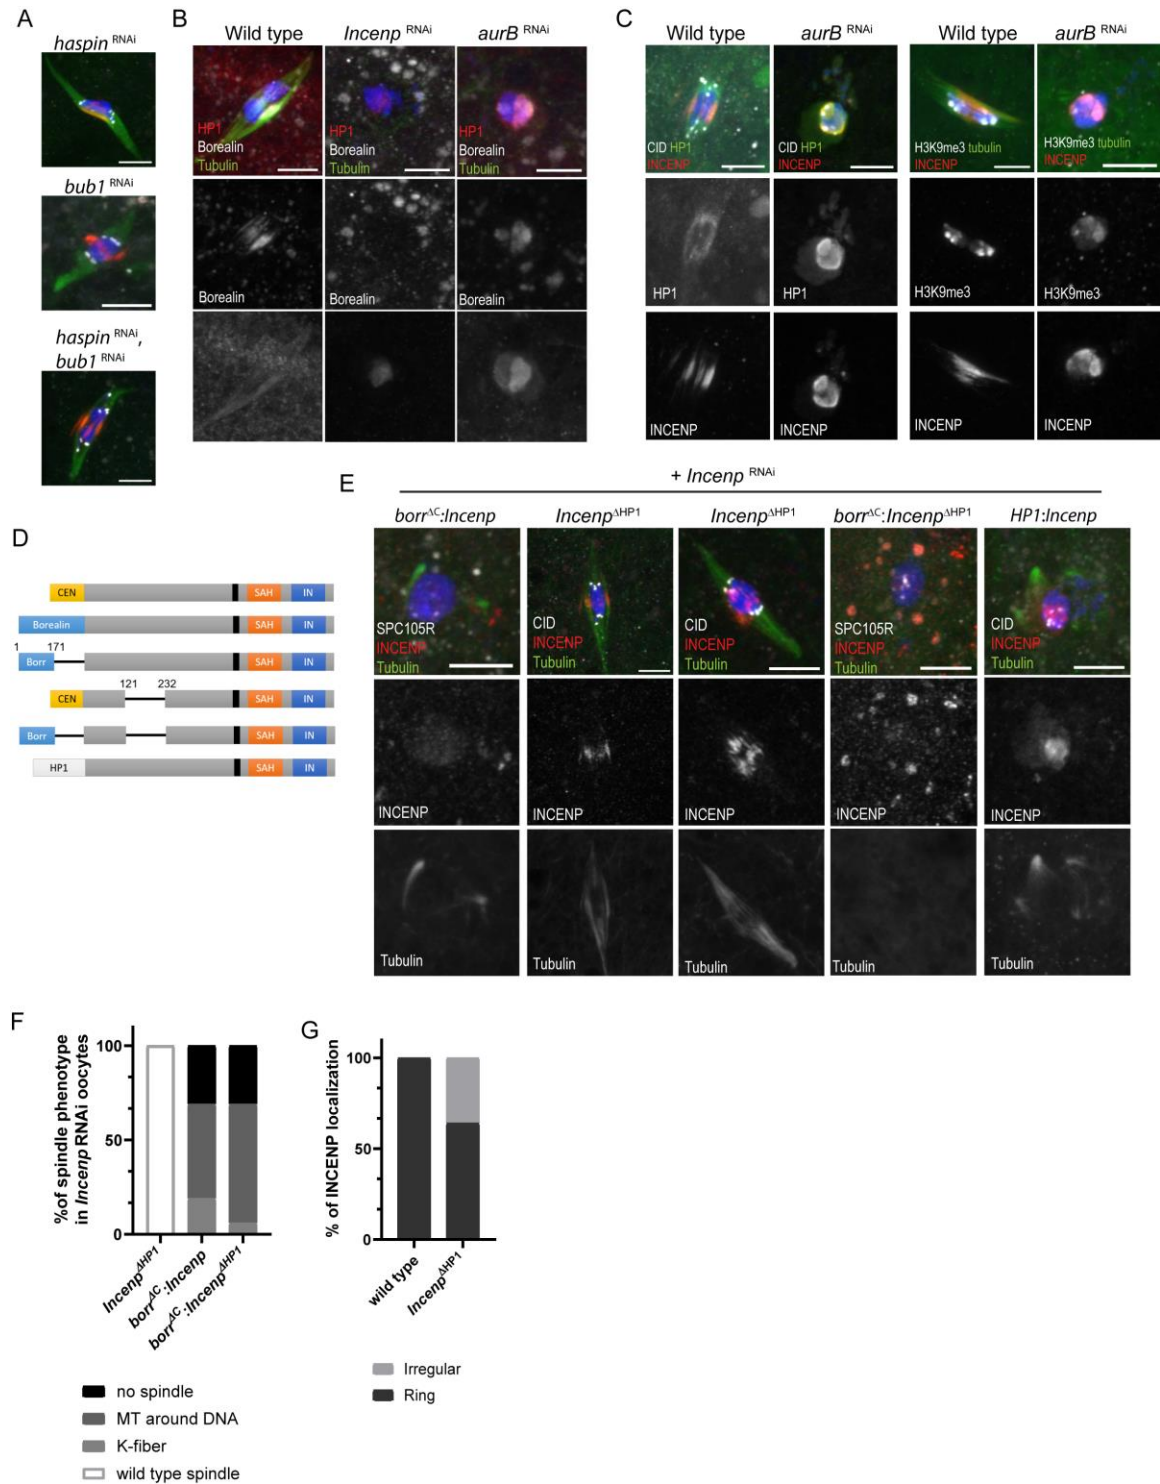 A
haspin RNAi
bub1 RNAi
haspin RNAi,
bub1 RNAi
B
Wild type
Incenp RNAi
aurB RNAi
HP1
Borealin
Tubulin
HP1
Borealin
Tubulin
HP1
Borealin
Tubulin
Borealin
Borealin
Borealin
C
Wild type
aurB RNAi
Wild type
aurB RNAi
CID HP1
INCENP
CID HP1
INCENP
H3K9me3 tubulin
INCENP
H3K9me3 tubulin
INCENP
HP1
HP1
H3K9me3
H3K9me3
INCENP
INCENP
INCENP
INCENP
D
CEN SAH IN
Borealin SAH IN
1 171
Borr SAH IN
121 232
CEN SAH IN
Borr SAH IN
HP1 SAH IN
E
+ Incenp RNAi
borrΔC:Incenp
IncenpΔHP1
IncenpΔHP1
borrΔC:IncenpΔHP1
HP1:Incenp
SPC105R
INCENP
Tubulin
CID
INCENP
Tubulin
CID
INCENP
Tubulin
SPC105R
INCENP
Tubulin
CID
INCENP
Tubulin
INCENP
INCENP
INCENP
INCENP
INCENP
Tubulin
Tubulin
Tubulin
Tubulin
Tubulin
F
%of spindle phenotype
in Incenp RNAi oocytes
100
50
0
IncenpΔHP1
borrΔC:Incenp
borrΔC:IncenpΔHP1
no spindle
MT around DNA
K-fiber
wild type spindle
G
% of INCENP localization
100
50
0
wild type
IncenpΔHP1
Irregular
Ring